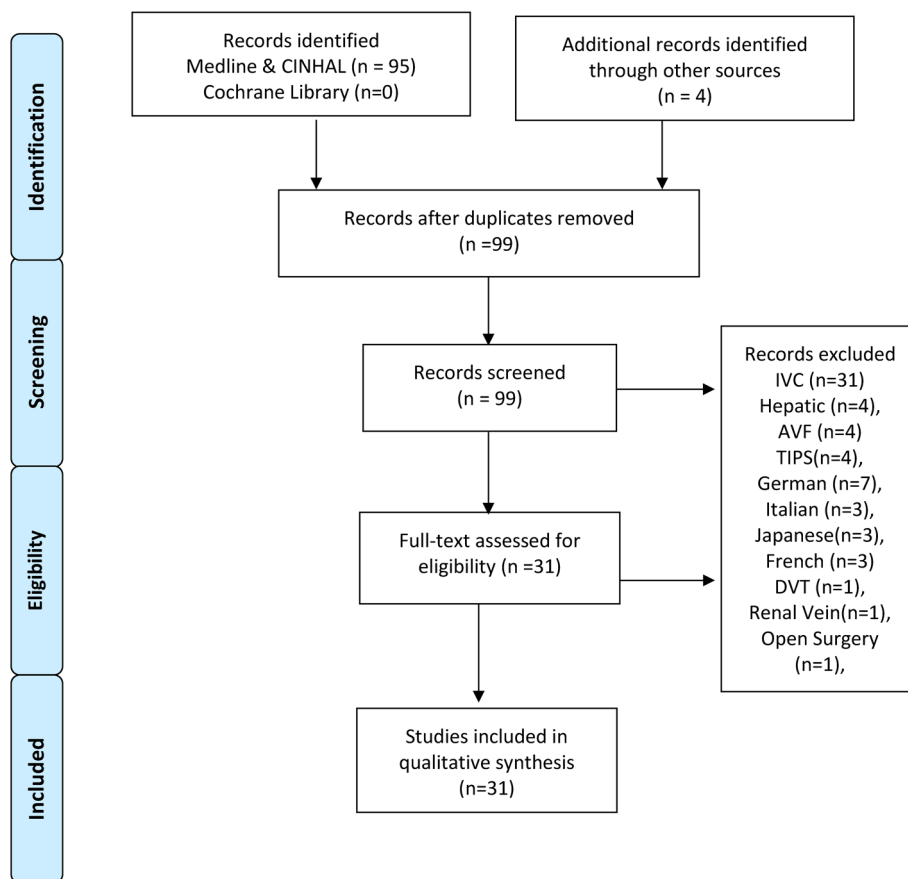 Identification
Records identified
Medline & CINHAL (n = 95)
Cochrane Library (n=0)
Additional records identified
through other sources
(n = 4)
Records after duplicates removed
(n =99)
Screening
Records screened
(n = 99)
Records excluded
IVC (n=31)
Hepatic (n=4),
AVF (n=4)
TIPS(n=4),
German (n=7),
Italian (n=3),
Japanese(n=3),
French (n=3)
DVT (n=1),
Renal Vein(n=1),
Open Surgery
(n=1),
Eligibility
Full-text assessed for
eligibility (n =31)
Included
Studies included in
qualitative synthesis
(n=31)